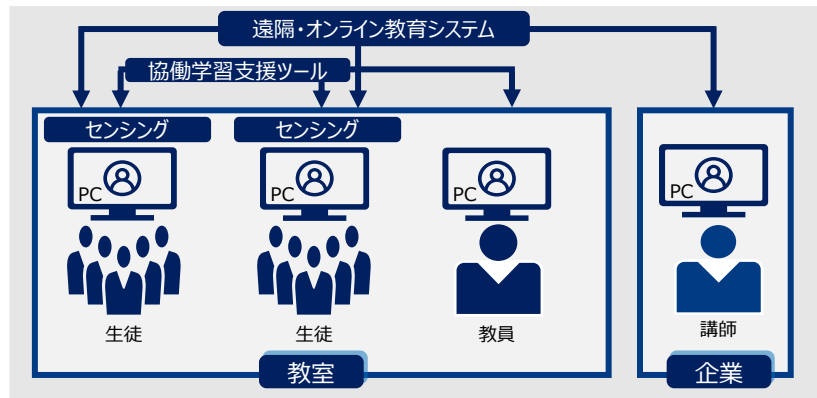 遠隔・オンライン教育システム
協働学習支援ツール
センシング
センシング
PC
PC
PC
PC
生徒
生徒
教員
講師
教室
企業